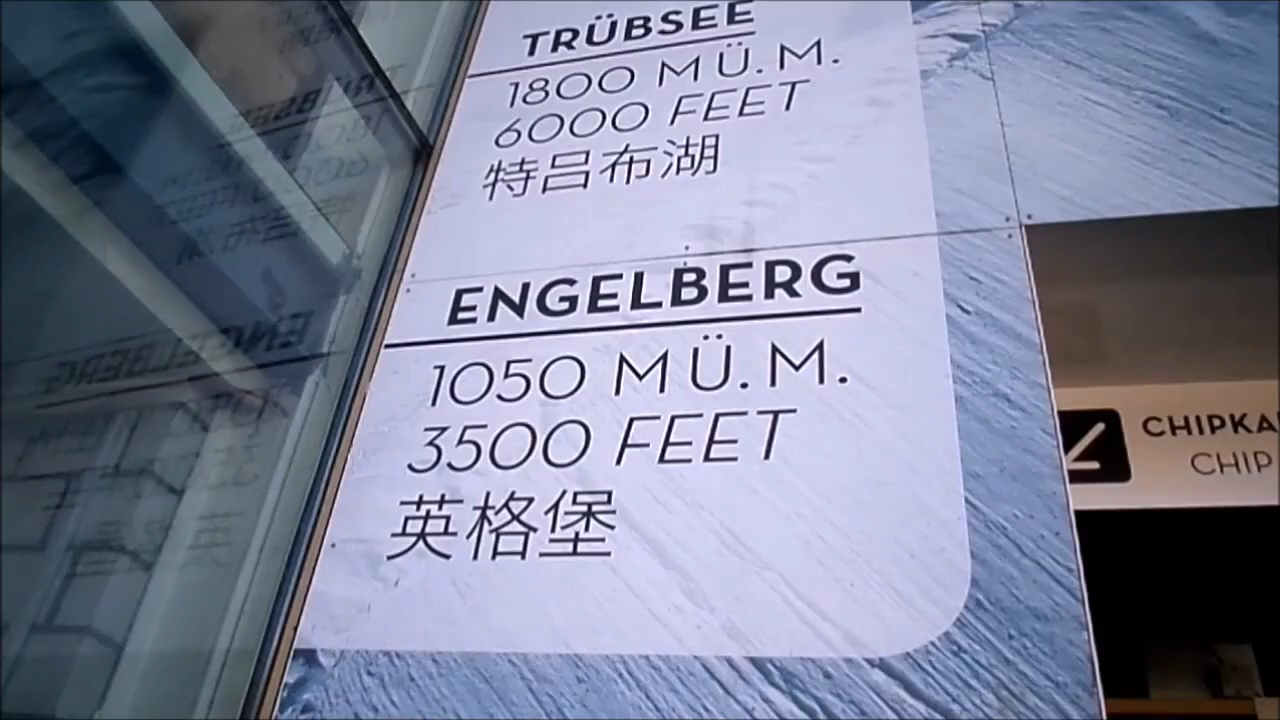 TRÜBSEE
1800 M Ü. M.
6000 FEET
特吕布湖
ENGELBERG
1050 M Ü. M.
3500 FEET
英格堡
CHIPKA
CHIP